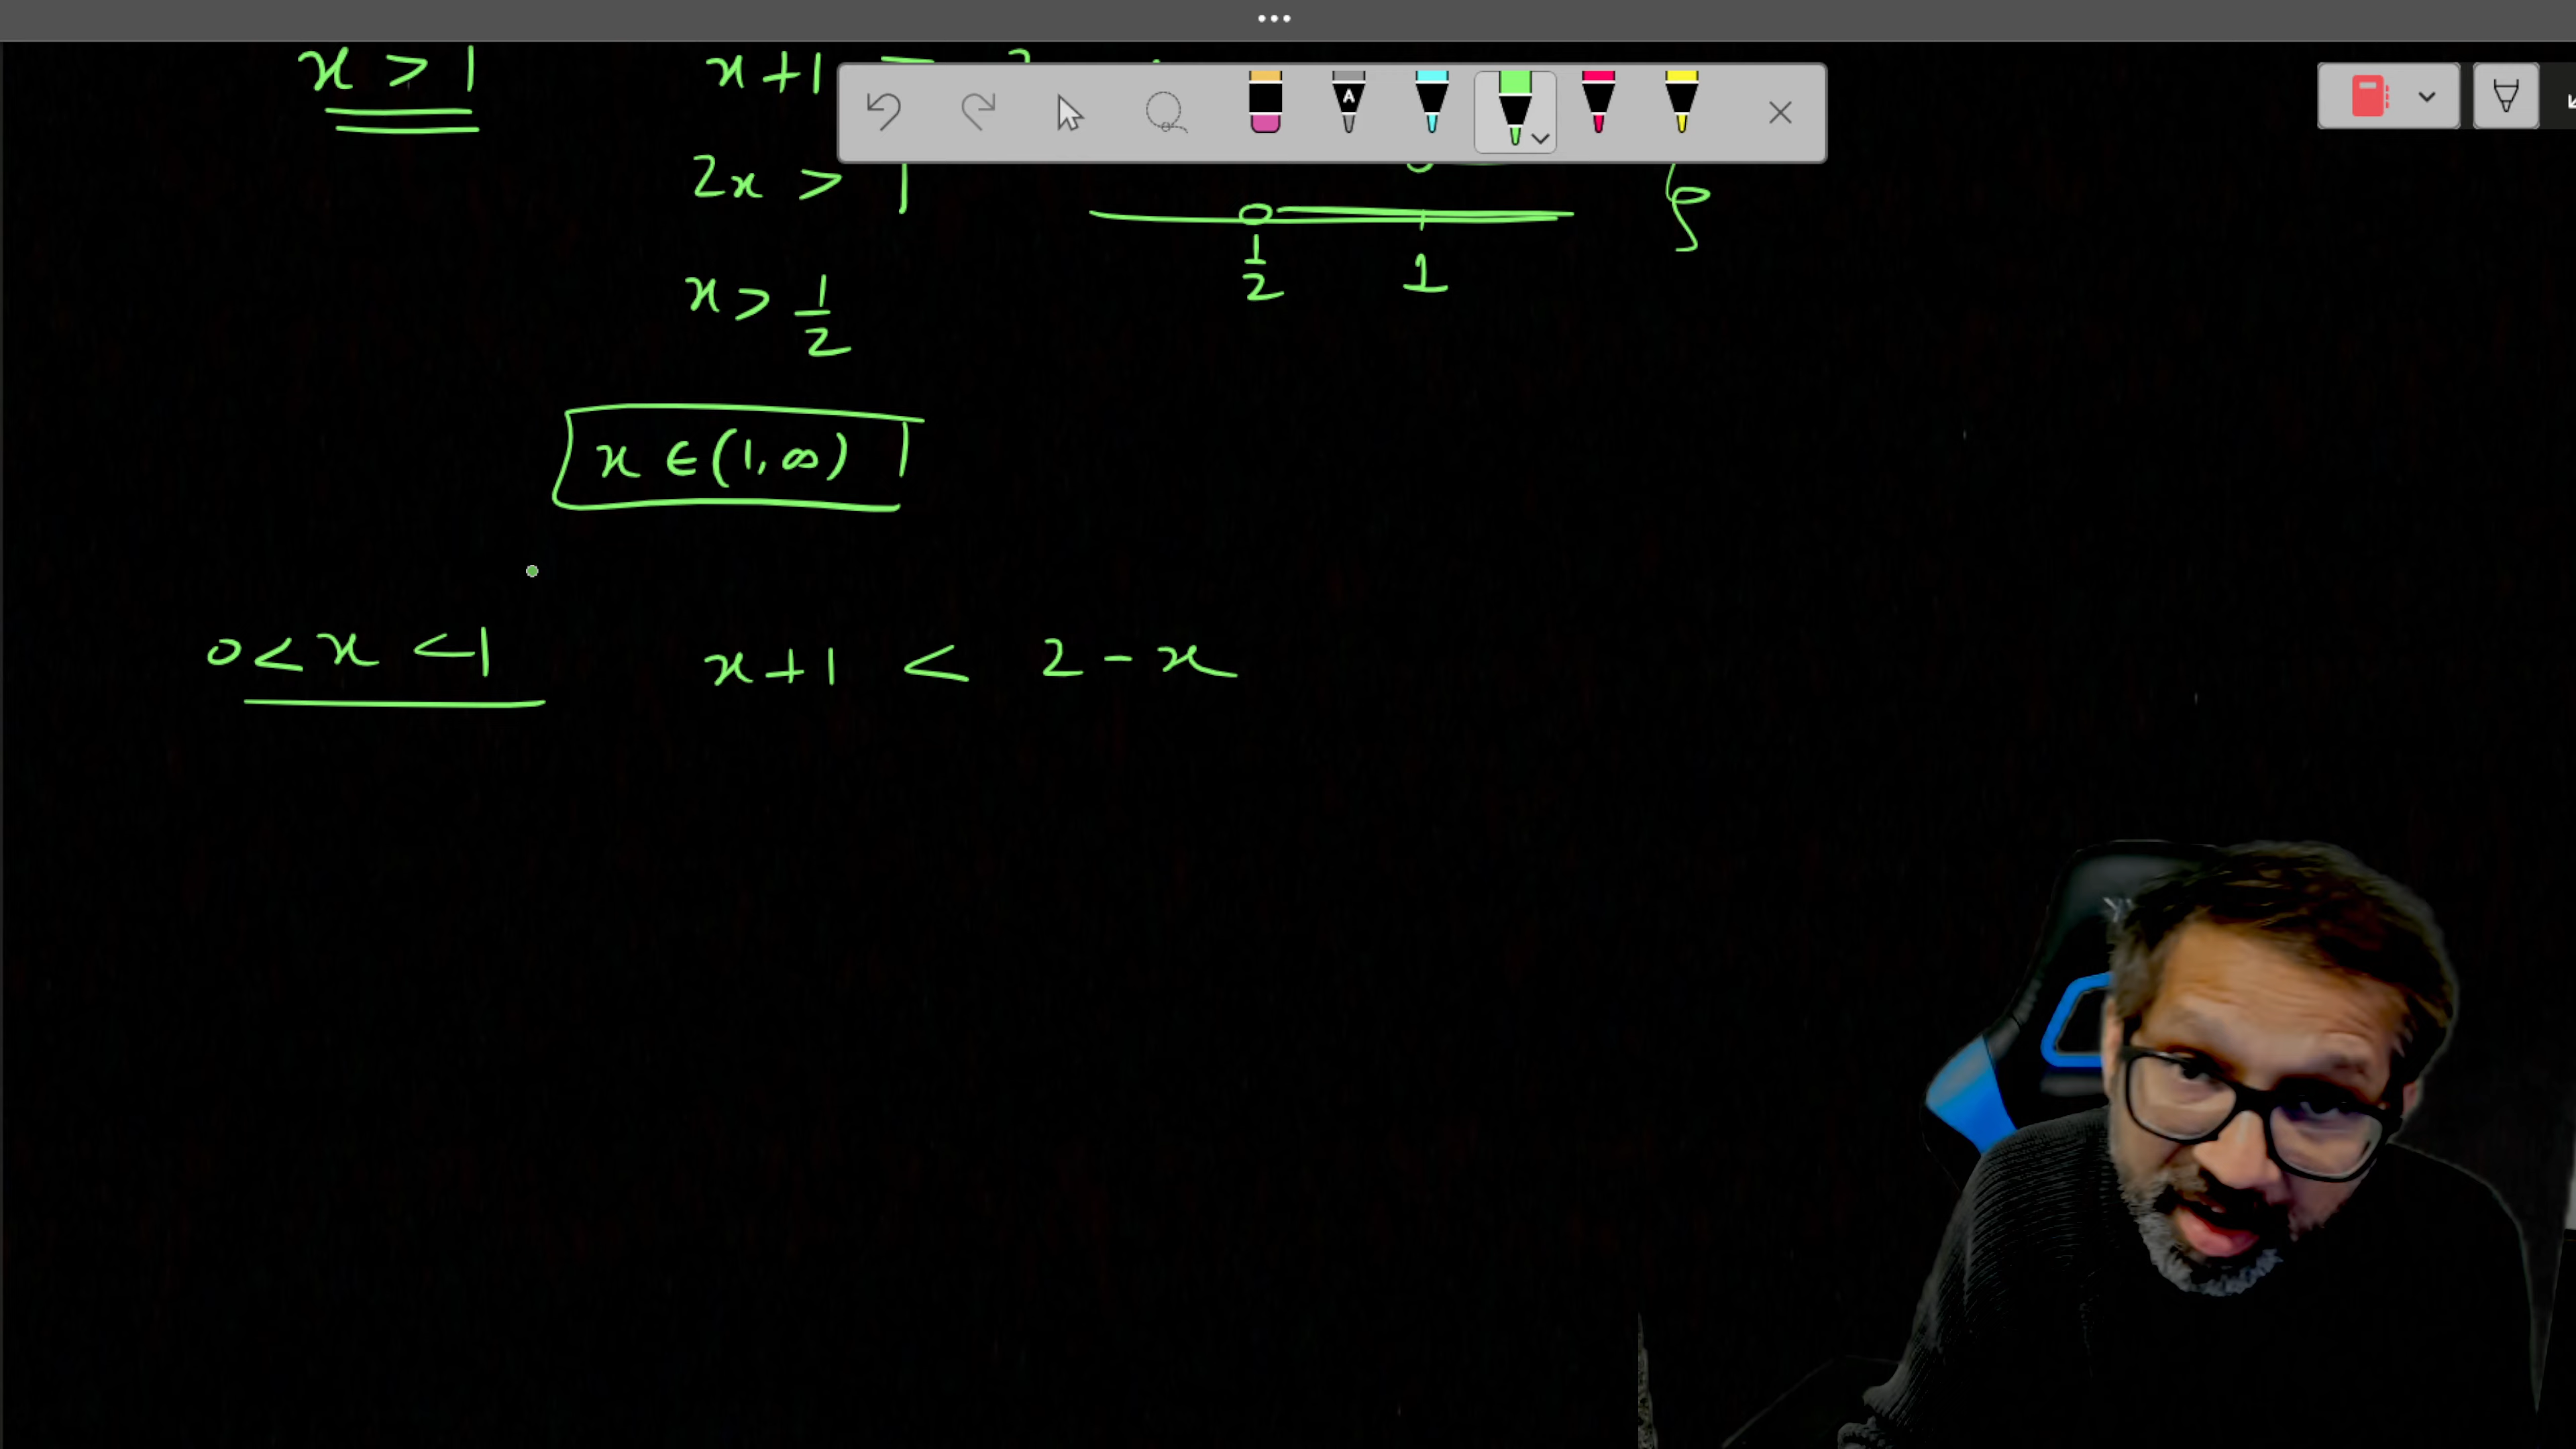 x > 1
x+1
2x > 1
1/2
1
x > 1/2
x ∈ (1, ∞)
0 < x < 1
x+1 < 2 - x